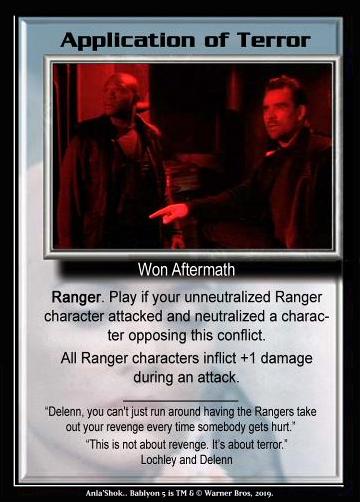 Application of Terror
Won Aftermath
Ranger. Play if your unneutralized Ranger
character attacked and neutralized a charac-
ter opposing this conflict.
All Ranger characters inflict +1 damage
during an attack.
“Delenn, you can't just run around having the Rangers take
out your revenge every time somebody gets hurt.”
“This is not about revenge. It's about terror.”
Lochley and Delenn
Anla'Shok.. Bablyon 5 is TM & © Warner Bros, 2019.